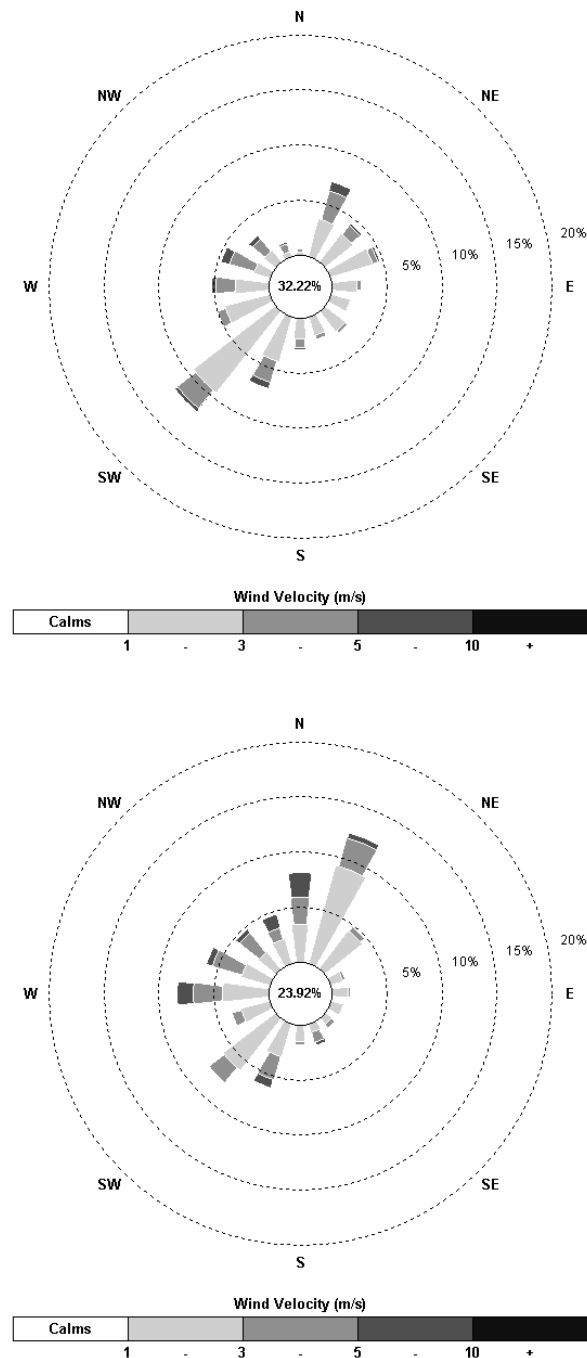 N
NW NE
20%
15%
10%
5%
W 32.22% E
SW SE
S
Wind Velocity (m/s)
Calms
1 - 3 - 5 - 10 +
N
NW NE
20%
15%
10%
5%
W 23.92% E
SW SE
S
Wind Velocity (m/s)
Calms
1 - 3 - 5 - 10 +